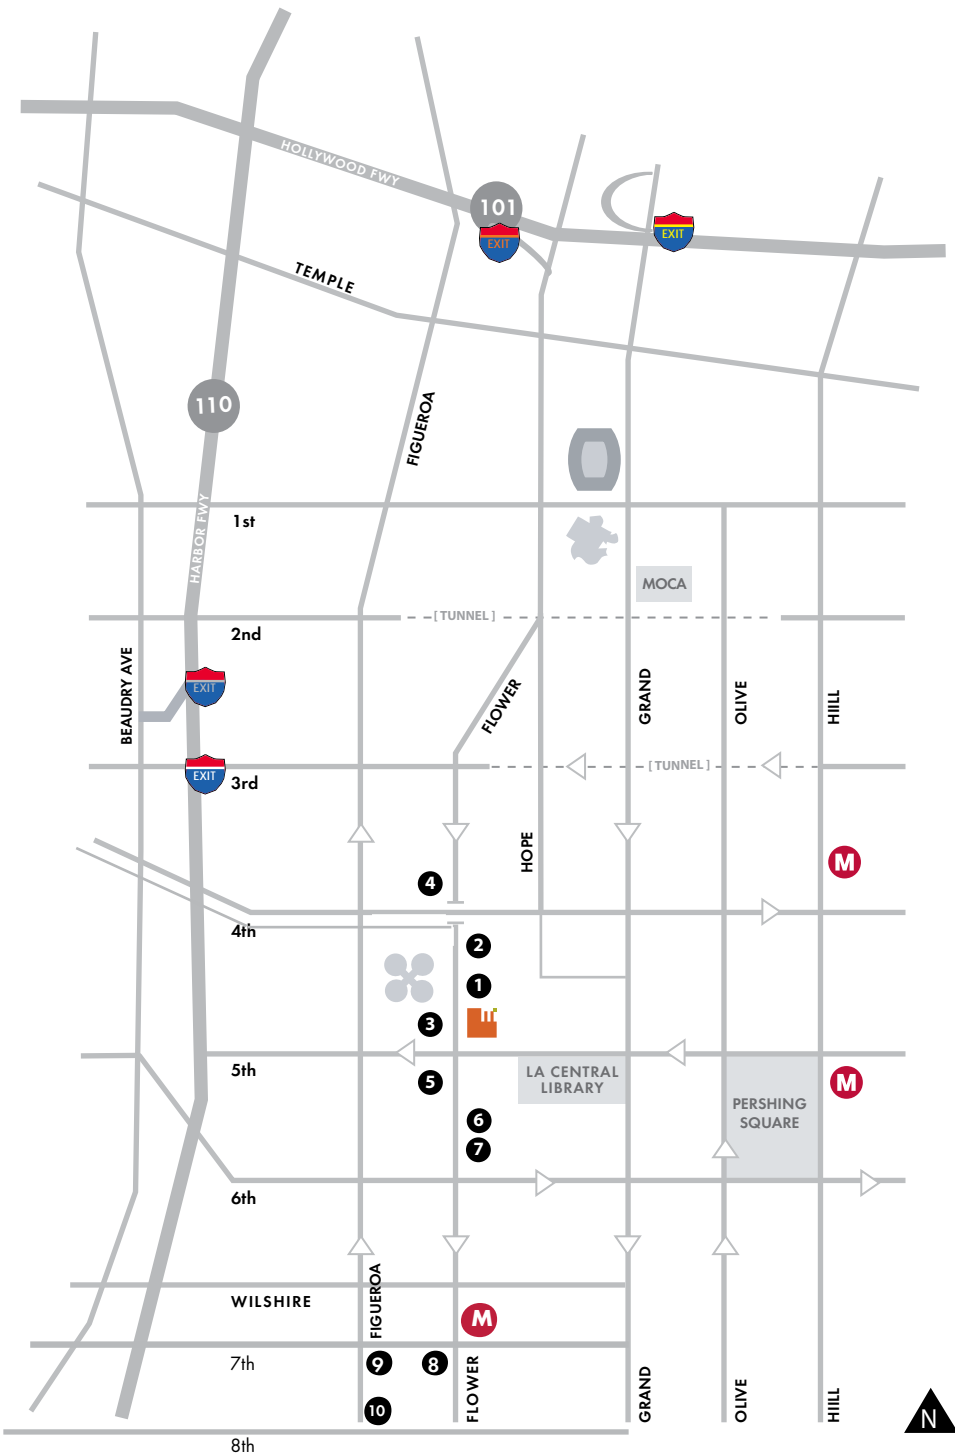 HOLLYWOOD FWY
101
EXIT
EXIT
TEMPLE
110
FIGUEROA
HARBOR FWY
1st
MOCA
[ TUNNEL ]
2nd
BEAUDRY AVE
EXIT
FLOWER
GRAND
OLIVE
HIILL
EXIT
3rd
[ TUNNEL ]
HOPE
M
4
4th
2
1
3
5th
LA CENTRAL
LIBRARY
M
5
PERSHING
SQUARE
6
7
6th
WILSHIRE
FIGUEROA
M
7th
9
8
FLOWER
GRAND
OLIVE
HIILL
10
N
8th